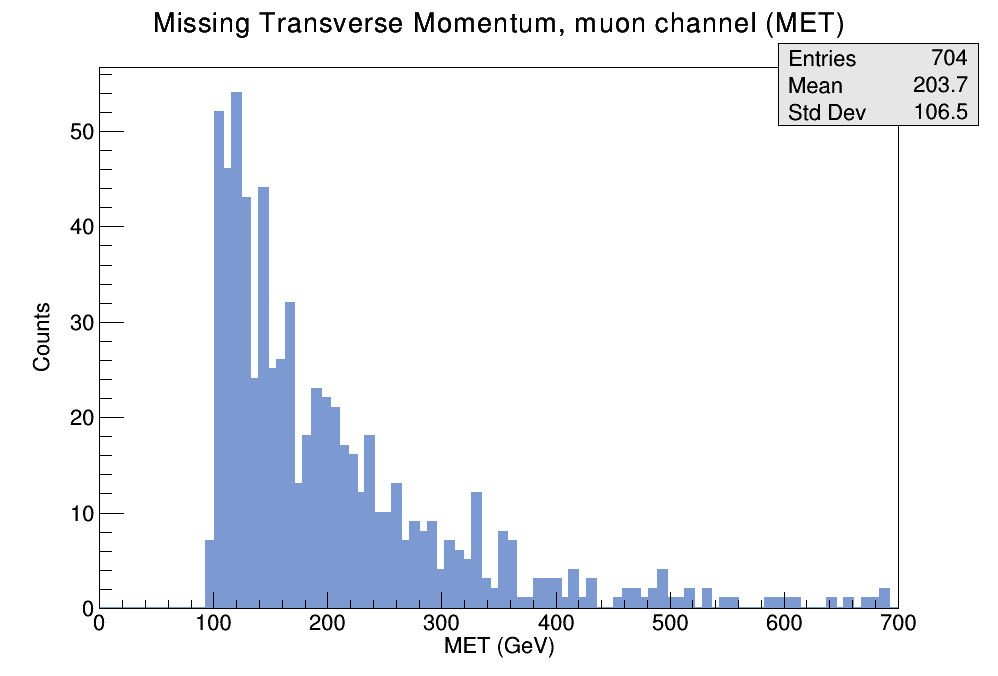 Missing Transverse Momentum, muon channel (MET)
Entries 704
Mean 203.7
Std Dev 106.5
50
40
30
20
10
0
Counts
0 100 200 300 400 500 600 700
MET (GeV)